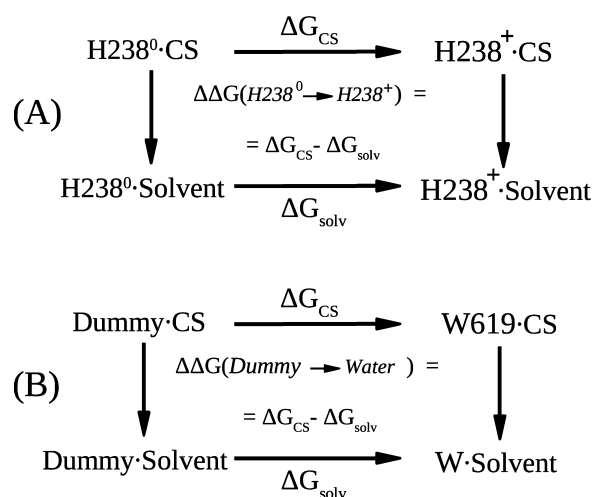 H238⁰·CS ΔG_CS H238⁺·CS
(A) ΔΔG(H238⁰ → H238⁺) =
= ΔG_CS- ΔG_solv
H238⁰·Solvent ΔG_solv H238⁺·Solvent
Dummy·CS ΔG_CS W619·CS
(B) ΔΔG(Dummy → Water ) =
= ΔG_CS- ΔG_solv
Dummy·Solvent ΔG_solv W·Solvent